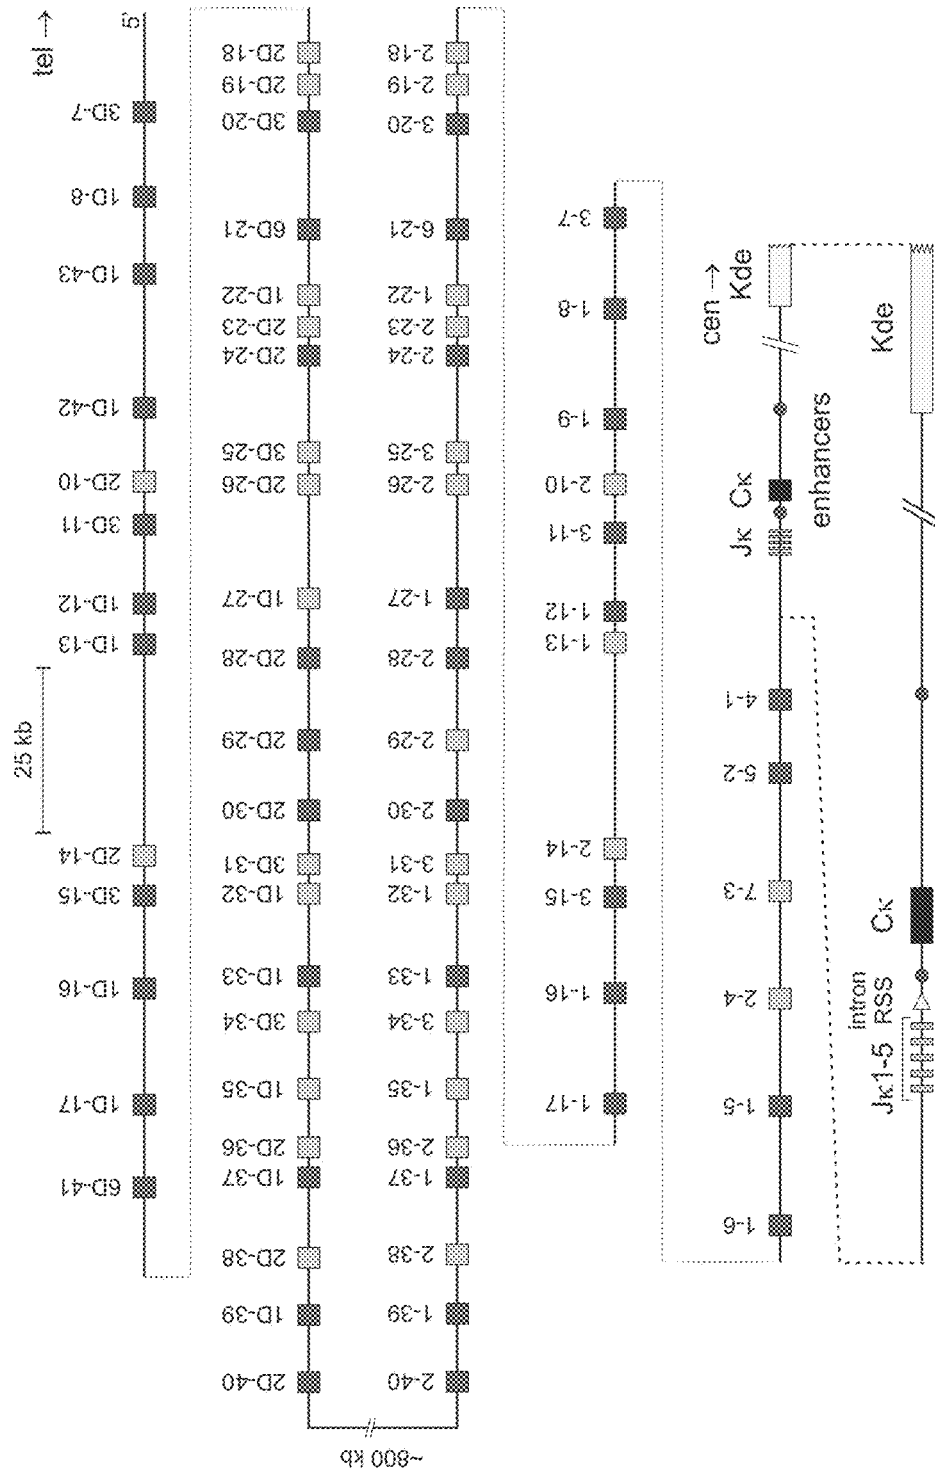 tel →
5'
3D-7
1D-8
1D-43
1D-42
2D-10
3D-11
1D-12
1D-13
25 kb
2D-14
3D-15
1D-16
1D-17
6D-41
2D-18
2D-19
3D-20
6D-21
1D-22
2D-23
2D-24
3D-25
2D-26
1D-27
2D-28
2D-29
2D-30
3D-31
1D-32
1D-33
3D-34
1D-35
2D-36
1D-37
2D-38
1D-39
2D-40
~800 kb
2-18
2-19
3-20
6-21
1-22
2-23
2-24
3-25
2-26
1-27
2-28
2-29
2-30
3-31
1-32
1-33
3-34
1-35
2-36
1-37
2-38
1-39
2-40
3-7
1-8
1-9
2-10
3-11
1-12
1-13
2-14
3-15
1-16
1-17
cen →
Kde
enhancers
Cκ
Jκ
4-1
5-2
7-3
2-4
1-5
1-6
Kde
Cκ
intron
RSS
Jκ1-5